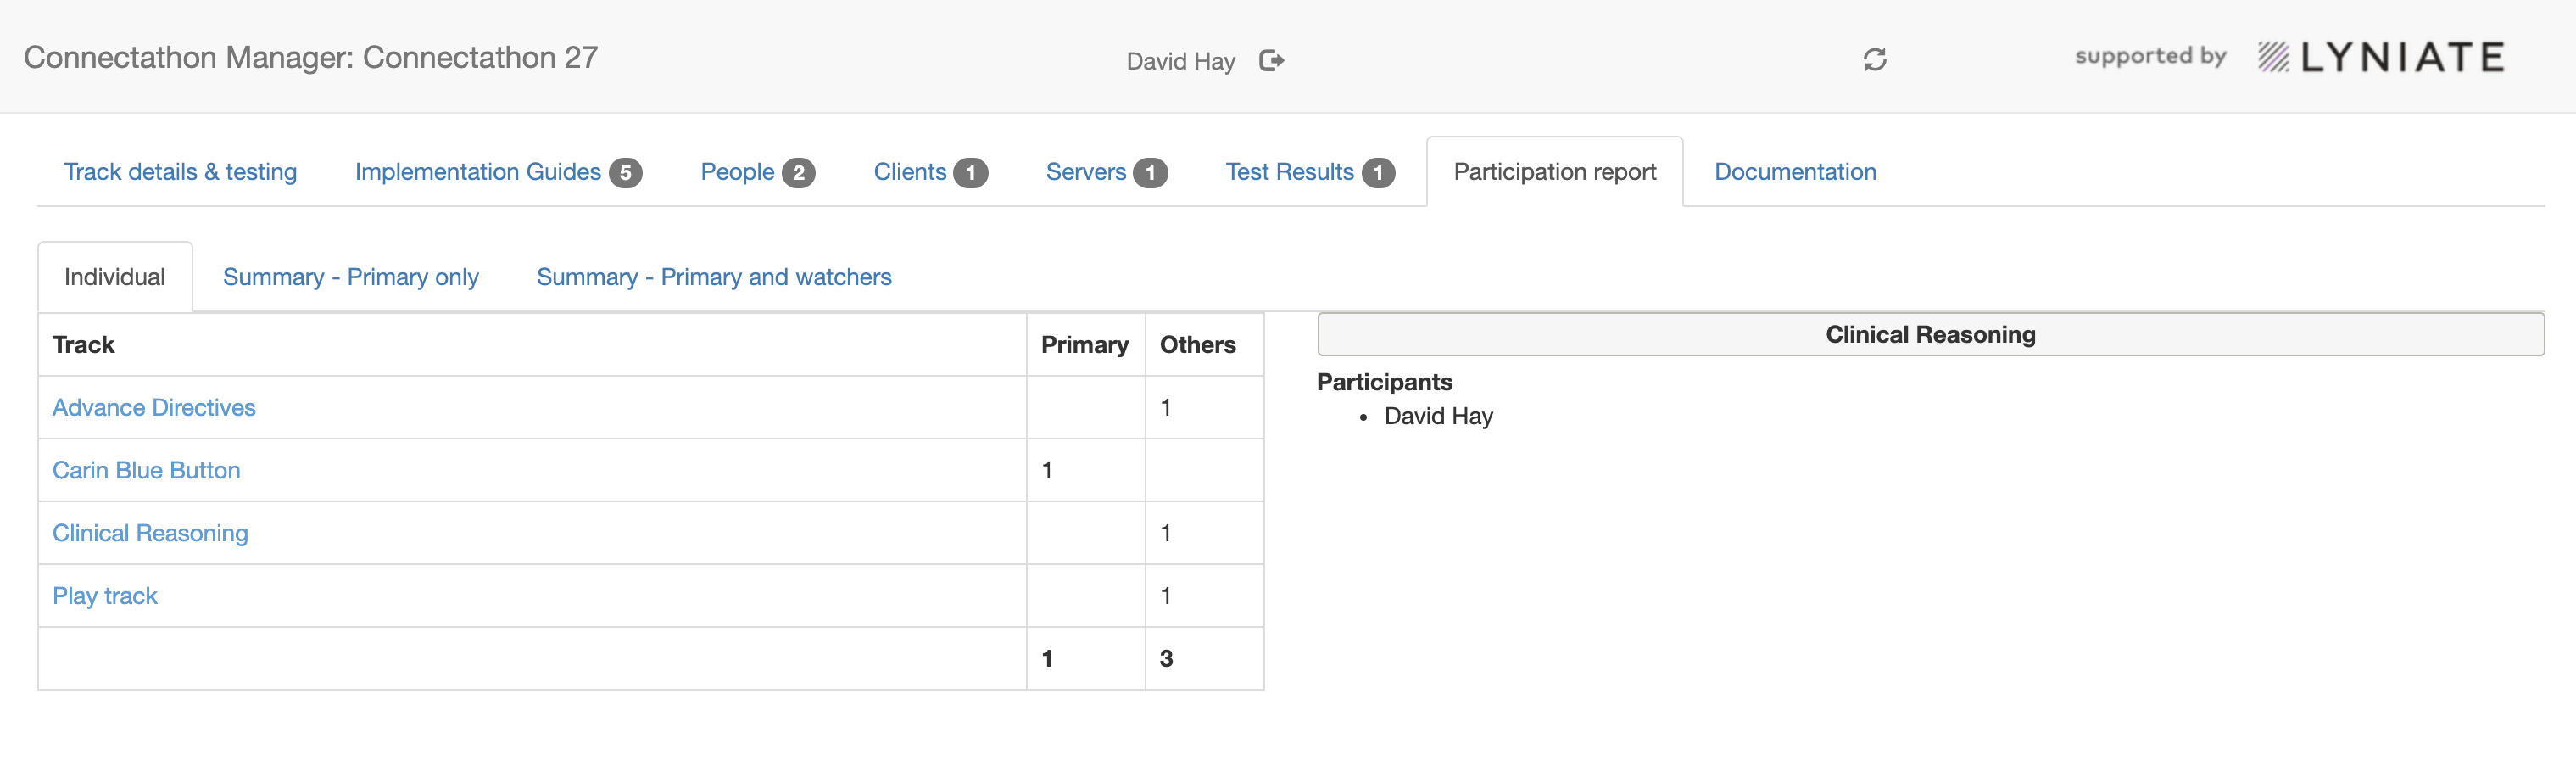 Connectathon Manager: Connectathon 27 David Hay supported by LYNIATE
Track details & testing Implementation Guides 5 People 2 Clients 1 Servers 1 Test Results 1 Participation report Documentation
Individual Summary - Primary only Summary - Primary and watchers
Track Primary Others
Advance Directives 1
Carin Blue Button 1
Clinical Reasoning 1
Play track 1
1 3
Clinical Reasoning
Participants
• David Hay